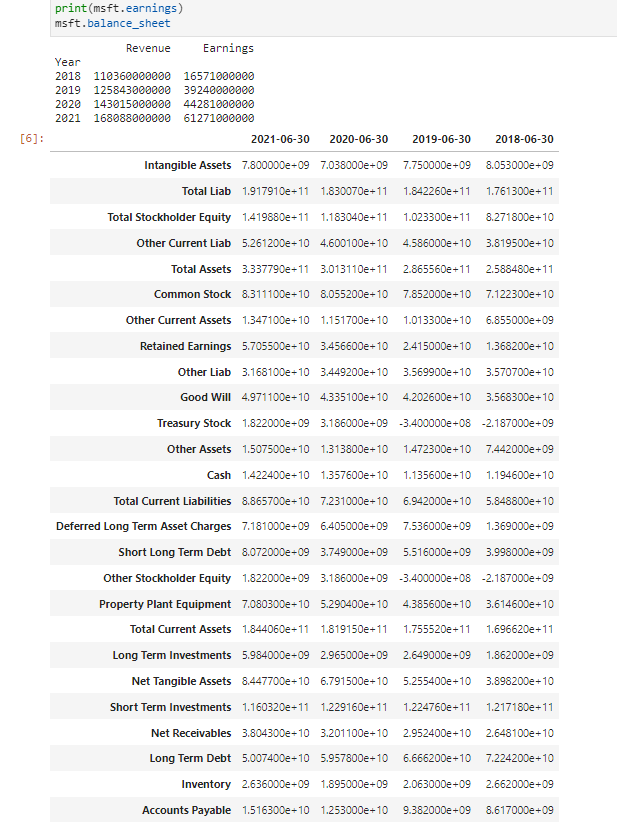 print(msft.earnings)
msft.balance_sheet
Revenue Earnings
Year
2018 110360000000 16571000000
2019 125843000000 39240000000
2020 143015000000 44281000000
2021 168088000000 61271000000
[6]:
2021-06-30 2020-06-30 2019-06-30 2018-06-30
Intangible Assets 7.800000e+09 7.038000e+09 7.750000e+09 8.053000e+09
Total Liab 1.917910e+11 1.830070e+11 1.842260e+11 1.761300e+11
Total Stockholder Equity 1.419880e+11 1.183040e+11 1.023300e+11 8.271800e+10
Other Current Liab 5.261200e+10 4.600100e+10 4.586000e+10 3.819500e+10
Total Assets 3.337790e+11 3.013110e+11 2.865560e+11 2.588480e+11
Common Stock 8.311100e+10 8.055200e+10 7.852000e+10 7.122300e+10
Other Current Assets 1.347100e+10 1.151700e+10 1.013300e+10 6.855000e+09
Retained Earnings 5.705500e+10 3.456600e+10 2.415000e+10 1.368200e+10
Other Liab 3.168100e+10 3.449200e+10 3.569900e+10 3.570700e+10
Good Will 4.971100e+10 4.335100e+10 4.202600e+10 3.568300e+10
Treasury Stock 1.822000e+09 3.186000e+09 -3.400000e+08 -2.187000e+09
Other Assets 1.507500e+10 1.313800e+10 1.472300e+10 7.442000e+09
Cash 1.422400e+10 1.357600e+10 1.135600e+10 1.194600e+10
Total Current Liabilities 8.865700e+10 7.231000e+10 6.942000e+10 5.848800e+10
Deferred Long Term Asset Charges 7.181000e+09 6.405000e+09 7.536000e+09 1.369000e+09
Short Long Term Debt 8.072000e+09 3.749000e+09 5.516000e+09 3.998000e+09
Other Stockholder Equity 1.822000e+09 3.186000e+09 -3.400000e+08 -2.187000e+09
Property Plant Equipment 7.080300e+10 5.290400e+10 4.385600e+10 3.614600e+10
Total Current Assets 1.844060e+11 1.819150e+11 1.755520e+11 1.696620e+11
Long Term Investments 5.984000e+09 2.965000e+09 2.649000e+09 1.862000e+09
Net Tangible Assets 8.447700e+10 6.791500e+10 5.255400e+10 3.898200e+10
Short Term Investments 1.160320e+11 1.229160e+11 1.224760e+11 1.217180e+11
Net Receivables 3.804300e+10 3.201100e+10 2.952400e+10 2.648100e+10
Long Term Debt 5.007400e+10 5.957800e+10 6.666200e+10 7.224200e+10
Inventory 2.636000e+09 1.895000e+09 2.063000e+09 2.662000e+09
Accounts Payable 1.516300e+10 1.253000e+10 9.382000e+09 8.617000e+09